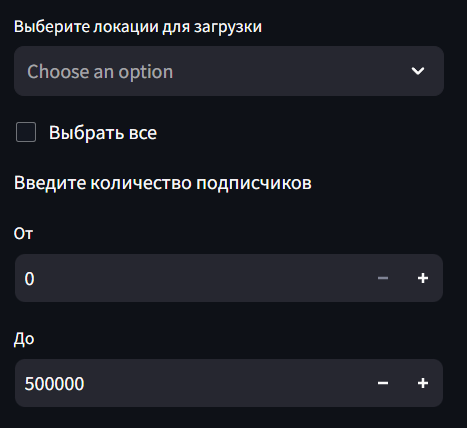 Выберите локации для загрузки
Choose an option
Выбрать все
Введите количество подписчиков
От
0
До
500000